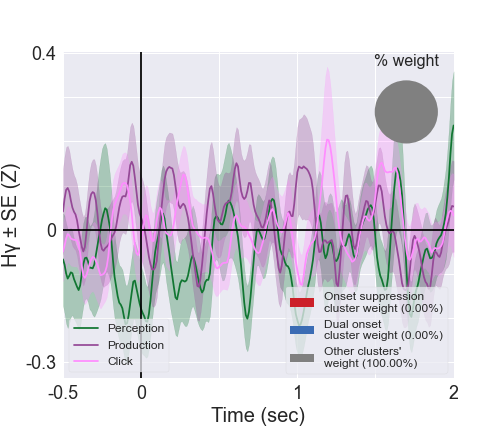 % weight
0.4
0
-0.3
Hγ ± SE (Z)
Onset suppression
cluster weight (0.00%)
Dual onset
cluster weight (0.00%)
Other clusters'
weight (100.00%)
Perception
Production
Click
-0.5
0
1
2
Time (sec)